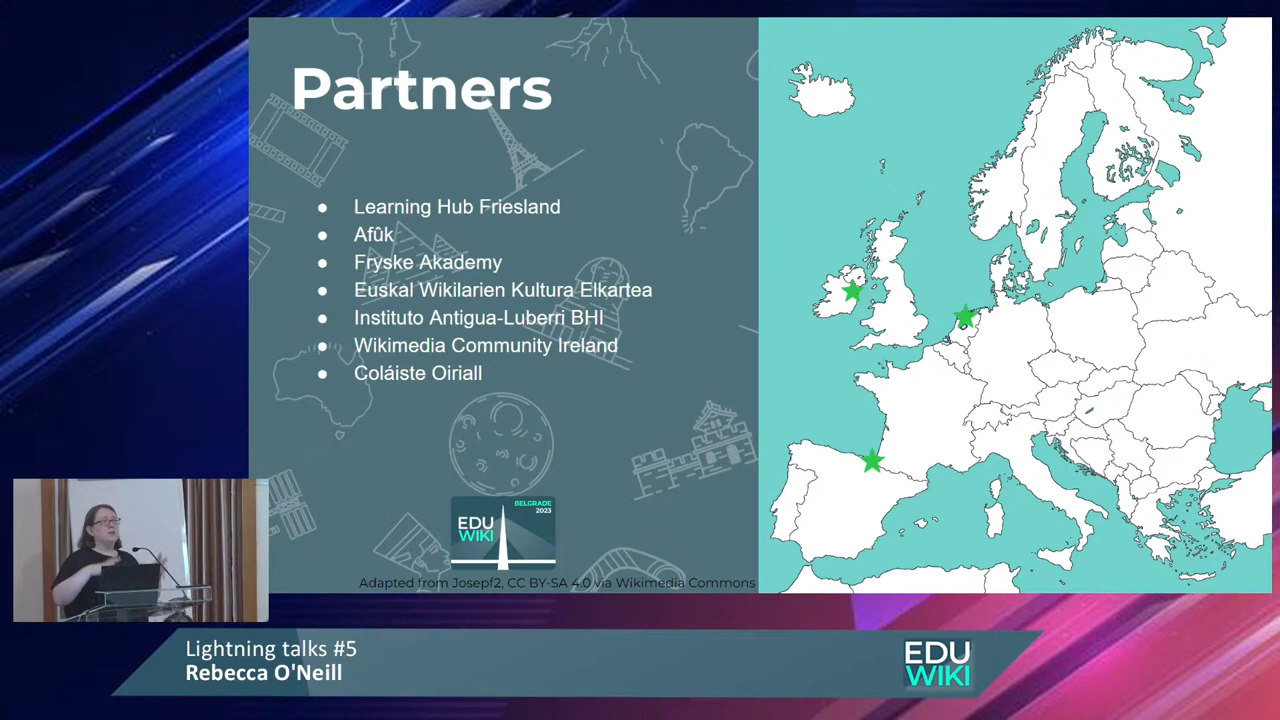 Partners
● Learning Hub Friesland
● Afûk
● Fryske Akademy
● Euskal Wikilarien Kultura Elkartea
● Instituto Antigua-Luberri BHI
● Wikimedia Community Ireland
● Coláiste Oiriall
BELGRADE
2023
EDU
WIKI
Adapted from Josepf2, CC BY-SA 4.0 via Wikimedia Commons
Lightning talks #5
Rebecca O'Neill
EDU
WIKI